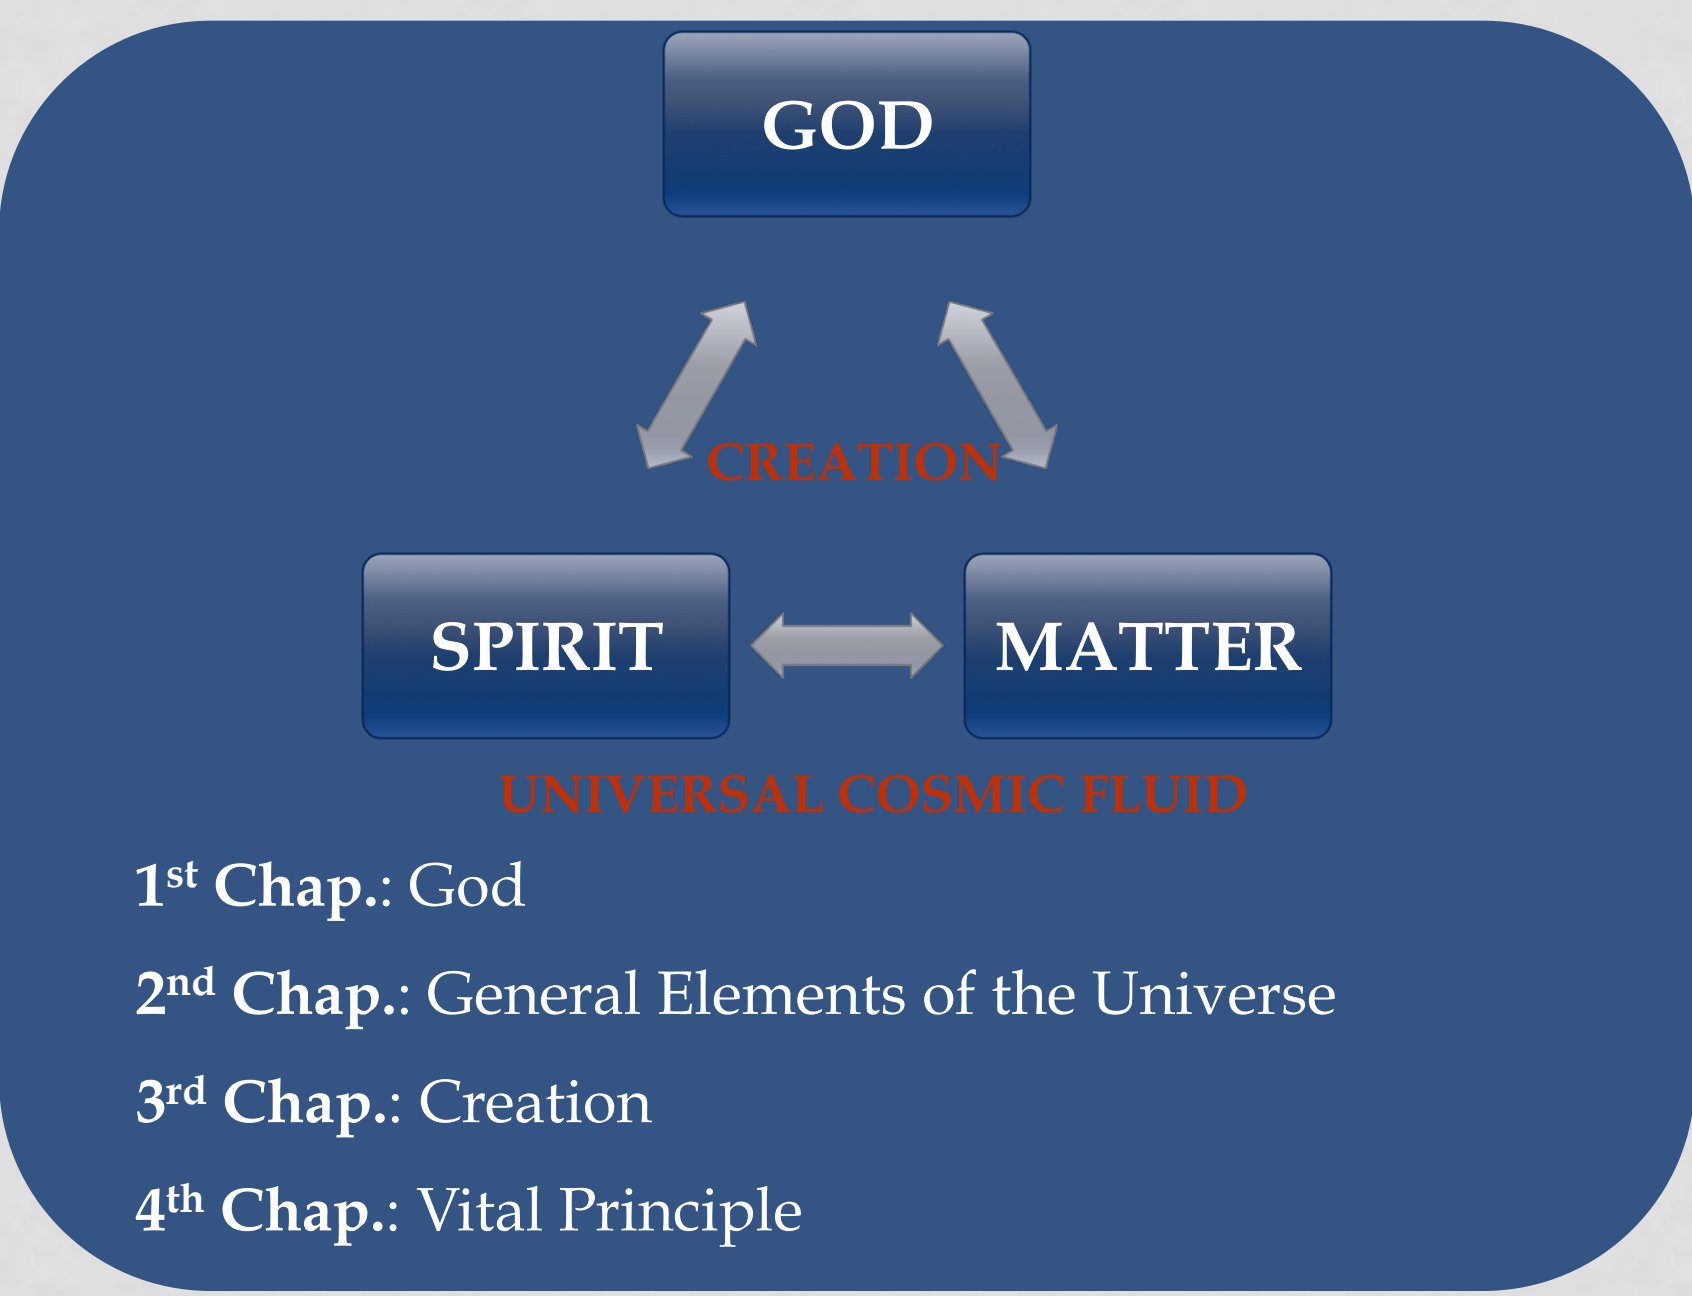 GOD
CREATION
SPIRIT
MATTER
UNIVERSAL COSMIC FLUID
1st Chap.: God
2nd Chap.: General Elements of the Universe
3rd Chap.: Creation
4th Chap.: Vital Principle